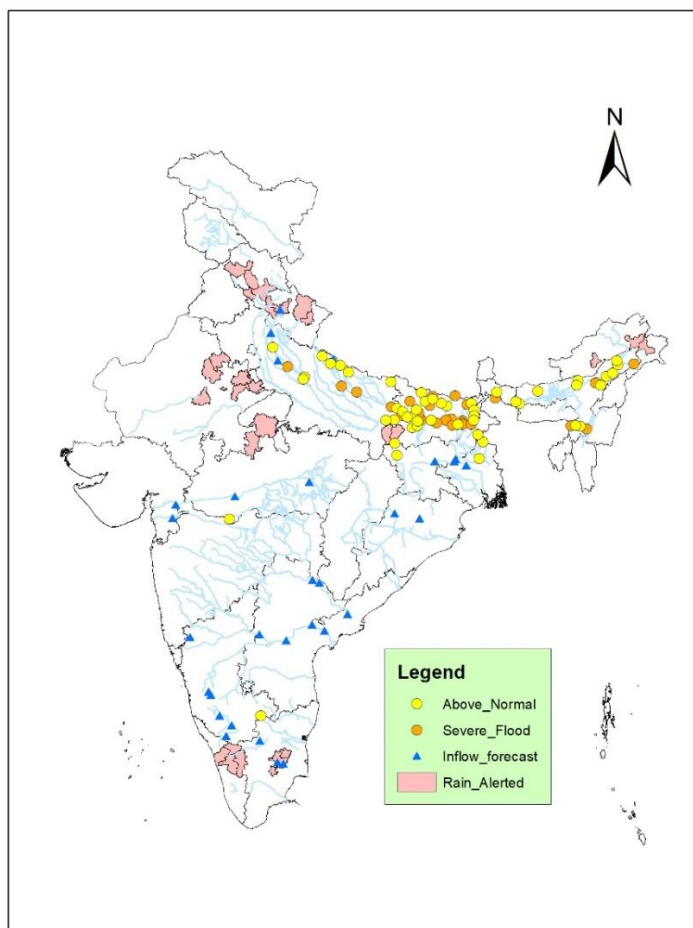 N
Legend
Above_Normal
Severe_Flood
Inflow_forecast
Rain_Alerted